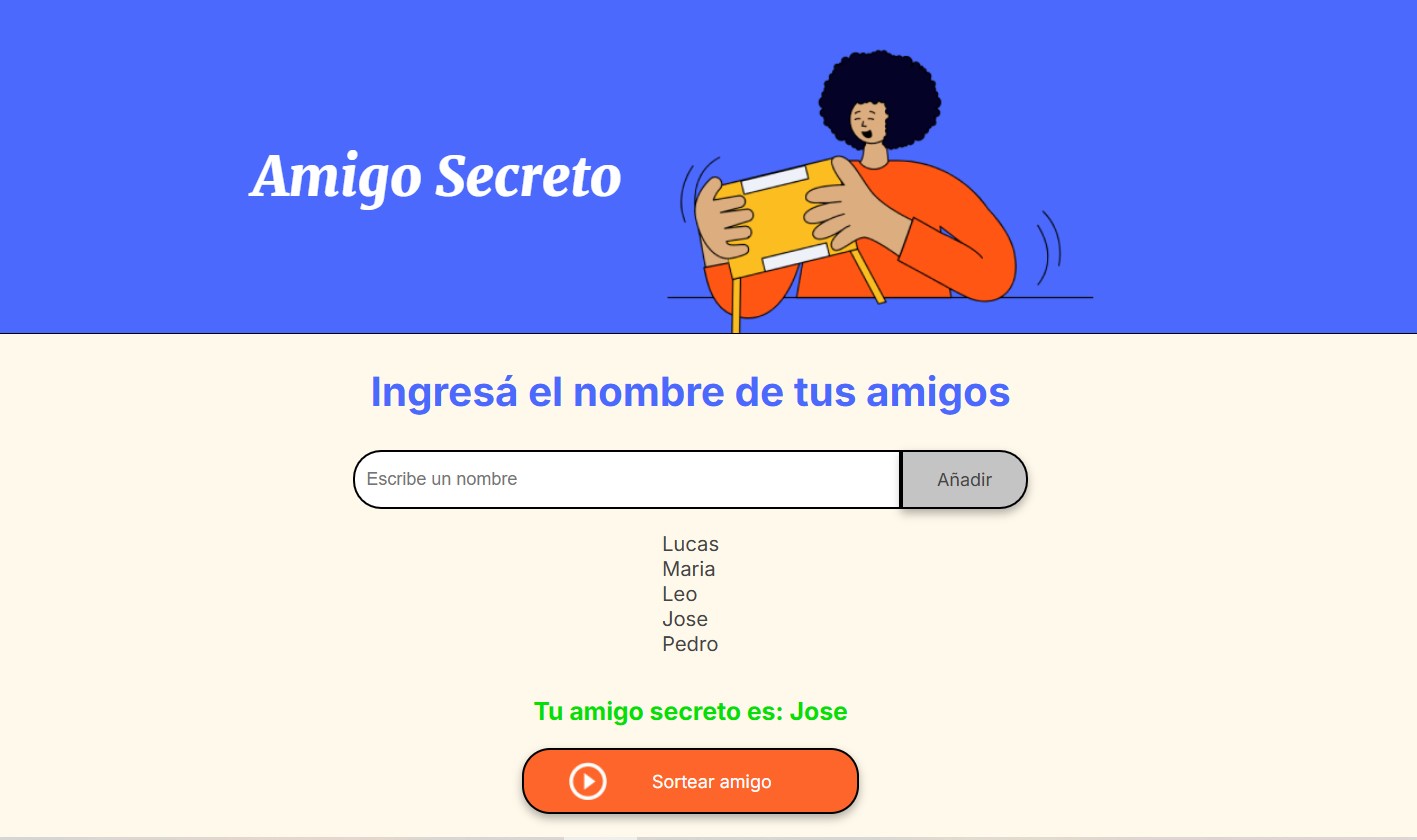 Amigo Secreto
Ingresá el nombre de tus amigos
Escribe un nombre
Añadir
Lucas
Maria
Leo
Jose
Pedro
Tu amigo secreto es: Jose
Sortear amigo